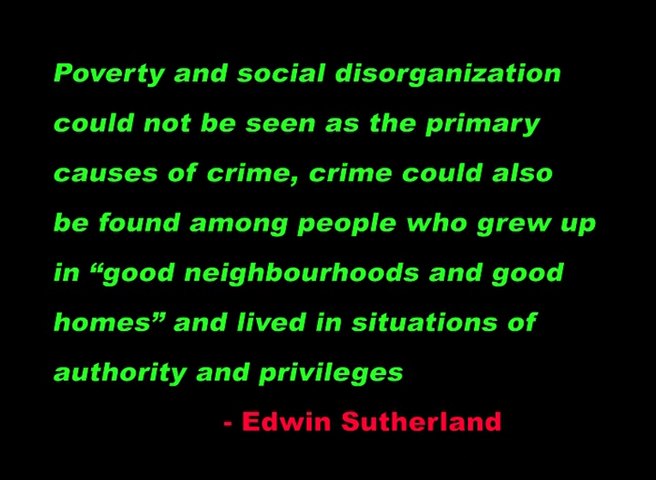 Poverty and social disorganization
could not be seen as the primary
causes of crime, crime could also
be found among people who grew up
in “good neighbourhoods and good
homes” and lived in situations of
authority and privileges
- Edwin Sutherland